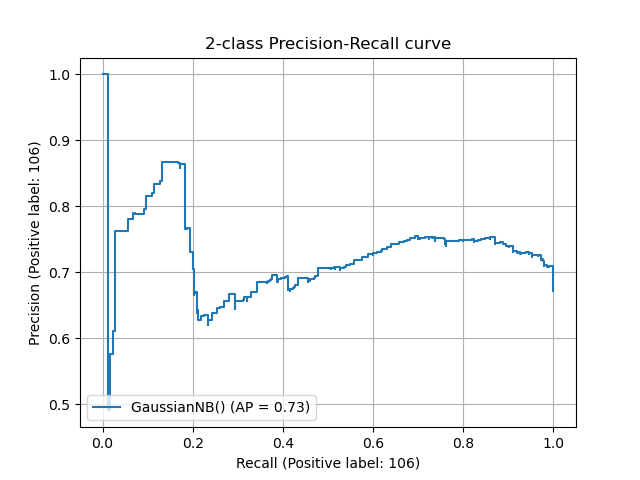 2-class Precision-Recall curve
Precision (Positive label: 106)
1.0
0.9
0.8
0.7
0.6
0.5
GaussianNB() (AP = 0.73)
0.0 0.2 0.4 0.6 0.8 1.0
Recall (Positive label: 106)